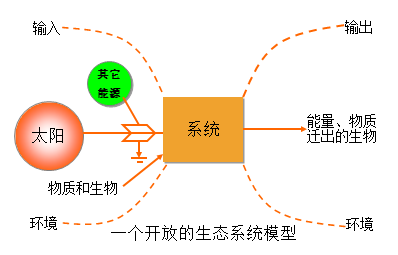 输入
输出
其它
能源
太阳
系统
能量、物质
迁出的生物
物质和生物
环境
环境
一个开放的生态系统模型